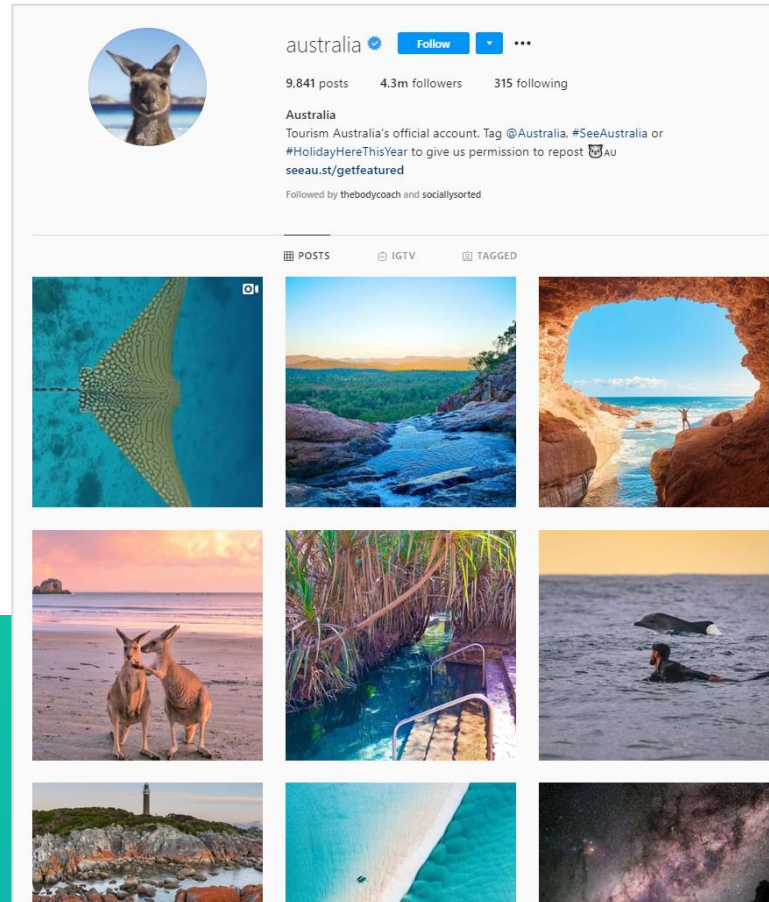 australia Follow
9,841 posts 4.3m followers 315 following
Australia
Tourism Australia's official account. Tag @Australia, #SeeAustralia or
#HolidayHereThisYear to give us permission to repost 🐨AU
seeau.st/getfeatured
Followed by thebodycoach and sociallysorted
POSTS IGTV TAGGED